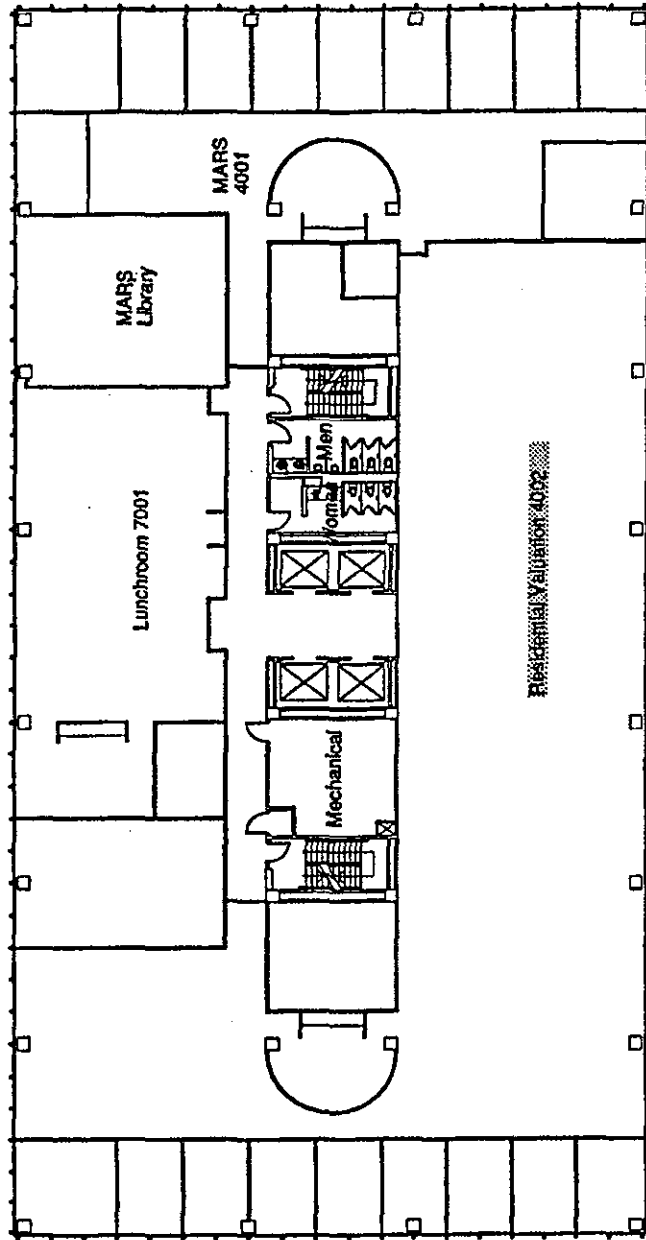 MARS
4001
MARS
Library
Lunchroom 7001
Men
Women
Mechanical
Residential Valuation 4002